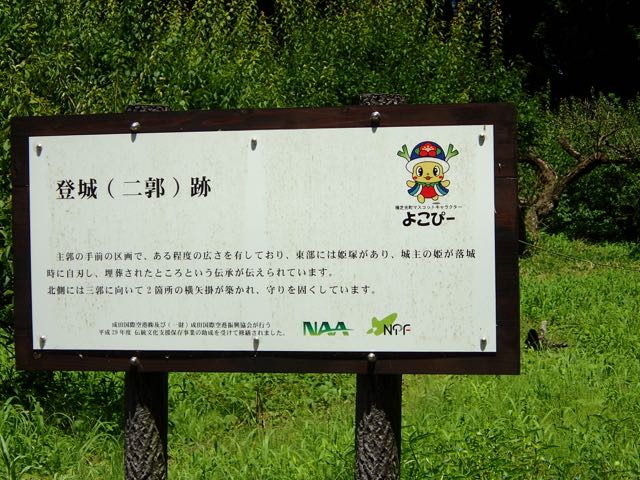 登城（二郭）跡
横芝光町マスコットキャラクター
よこぴー
主郭の手前の区画で、ある程度の広さを有しており、東部には姫塚があり、城主の姫が落城
時に自刃し、埋葬されたところという伝承が伝えられています。
北側には三郭に向いて2箇所の横矢掛が築かれ、守りを固くしています。
成田国際空港株及び（一財）成田国際空港振興協会が行う
平成29年度 伝統文化支援保存事業の助成を受けて修繕されました。
NAA
NPF